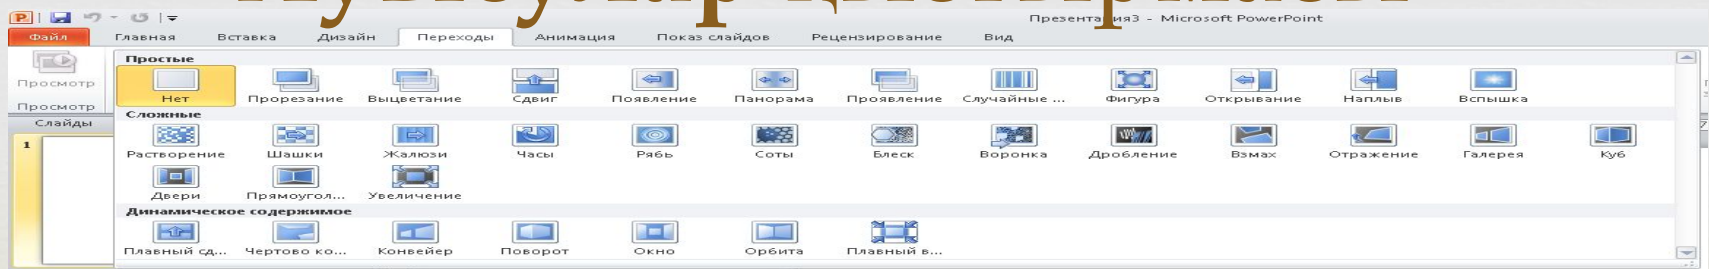 Презентация3 - Microsoft PowerPoint
Файл Главная Вставка Дизайн Переходы Анимация Показ слайдов Рецензирование Вид
Простые
Просмотр
Нет Прорезание Выцветание Сдвиг Появление Панорама Проявление Случайные ... Фигура Открывание Наплыв Вспышка
Просмотр
Сложные
Слайды
1
Растворение Шашки Жалюзи Часы Рябь Соты Блеск Воронка Дробление Взмах Отражение Галерея Куб
Двери Прямоугол... Увеличение
Динамическое содержимое
Плавный сд... Чертово ко... Конвейер Поворот Окно Орбита Плавный в...